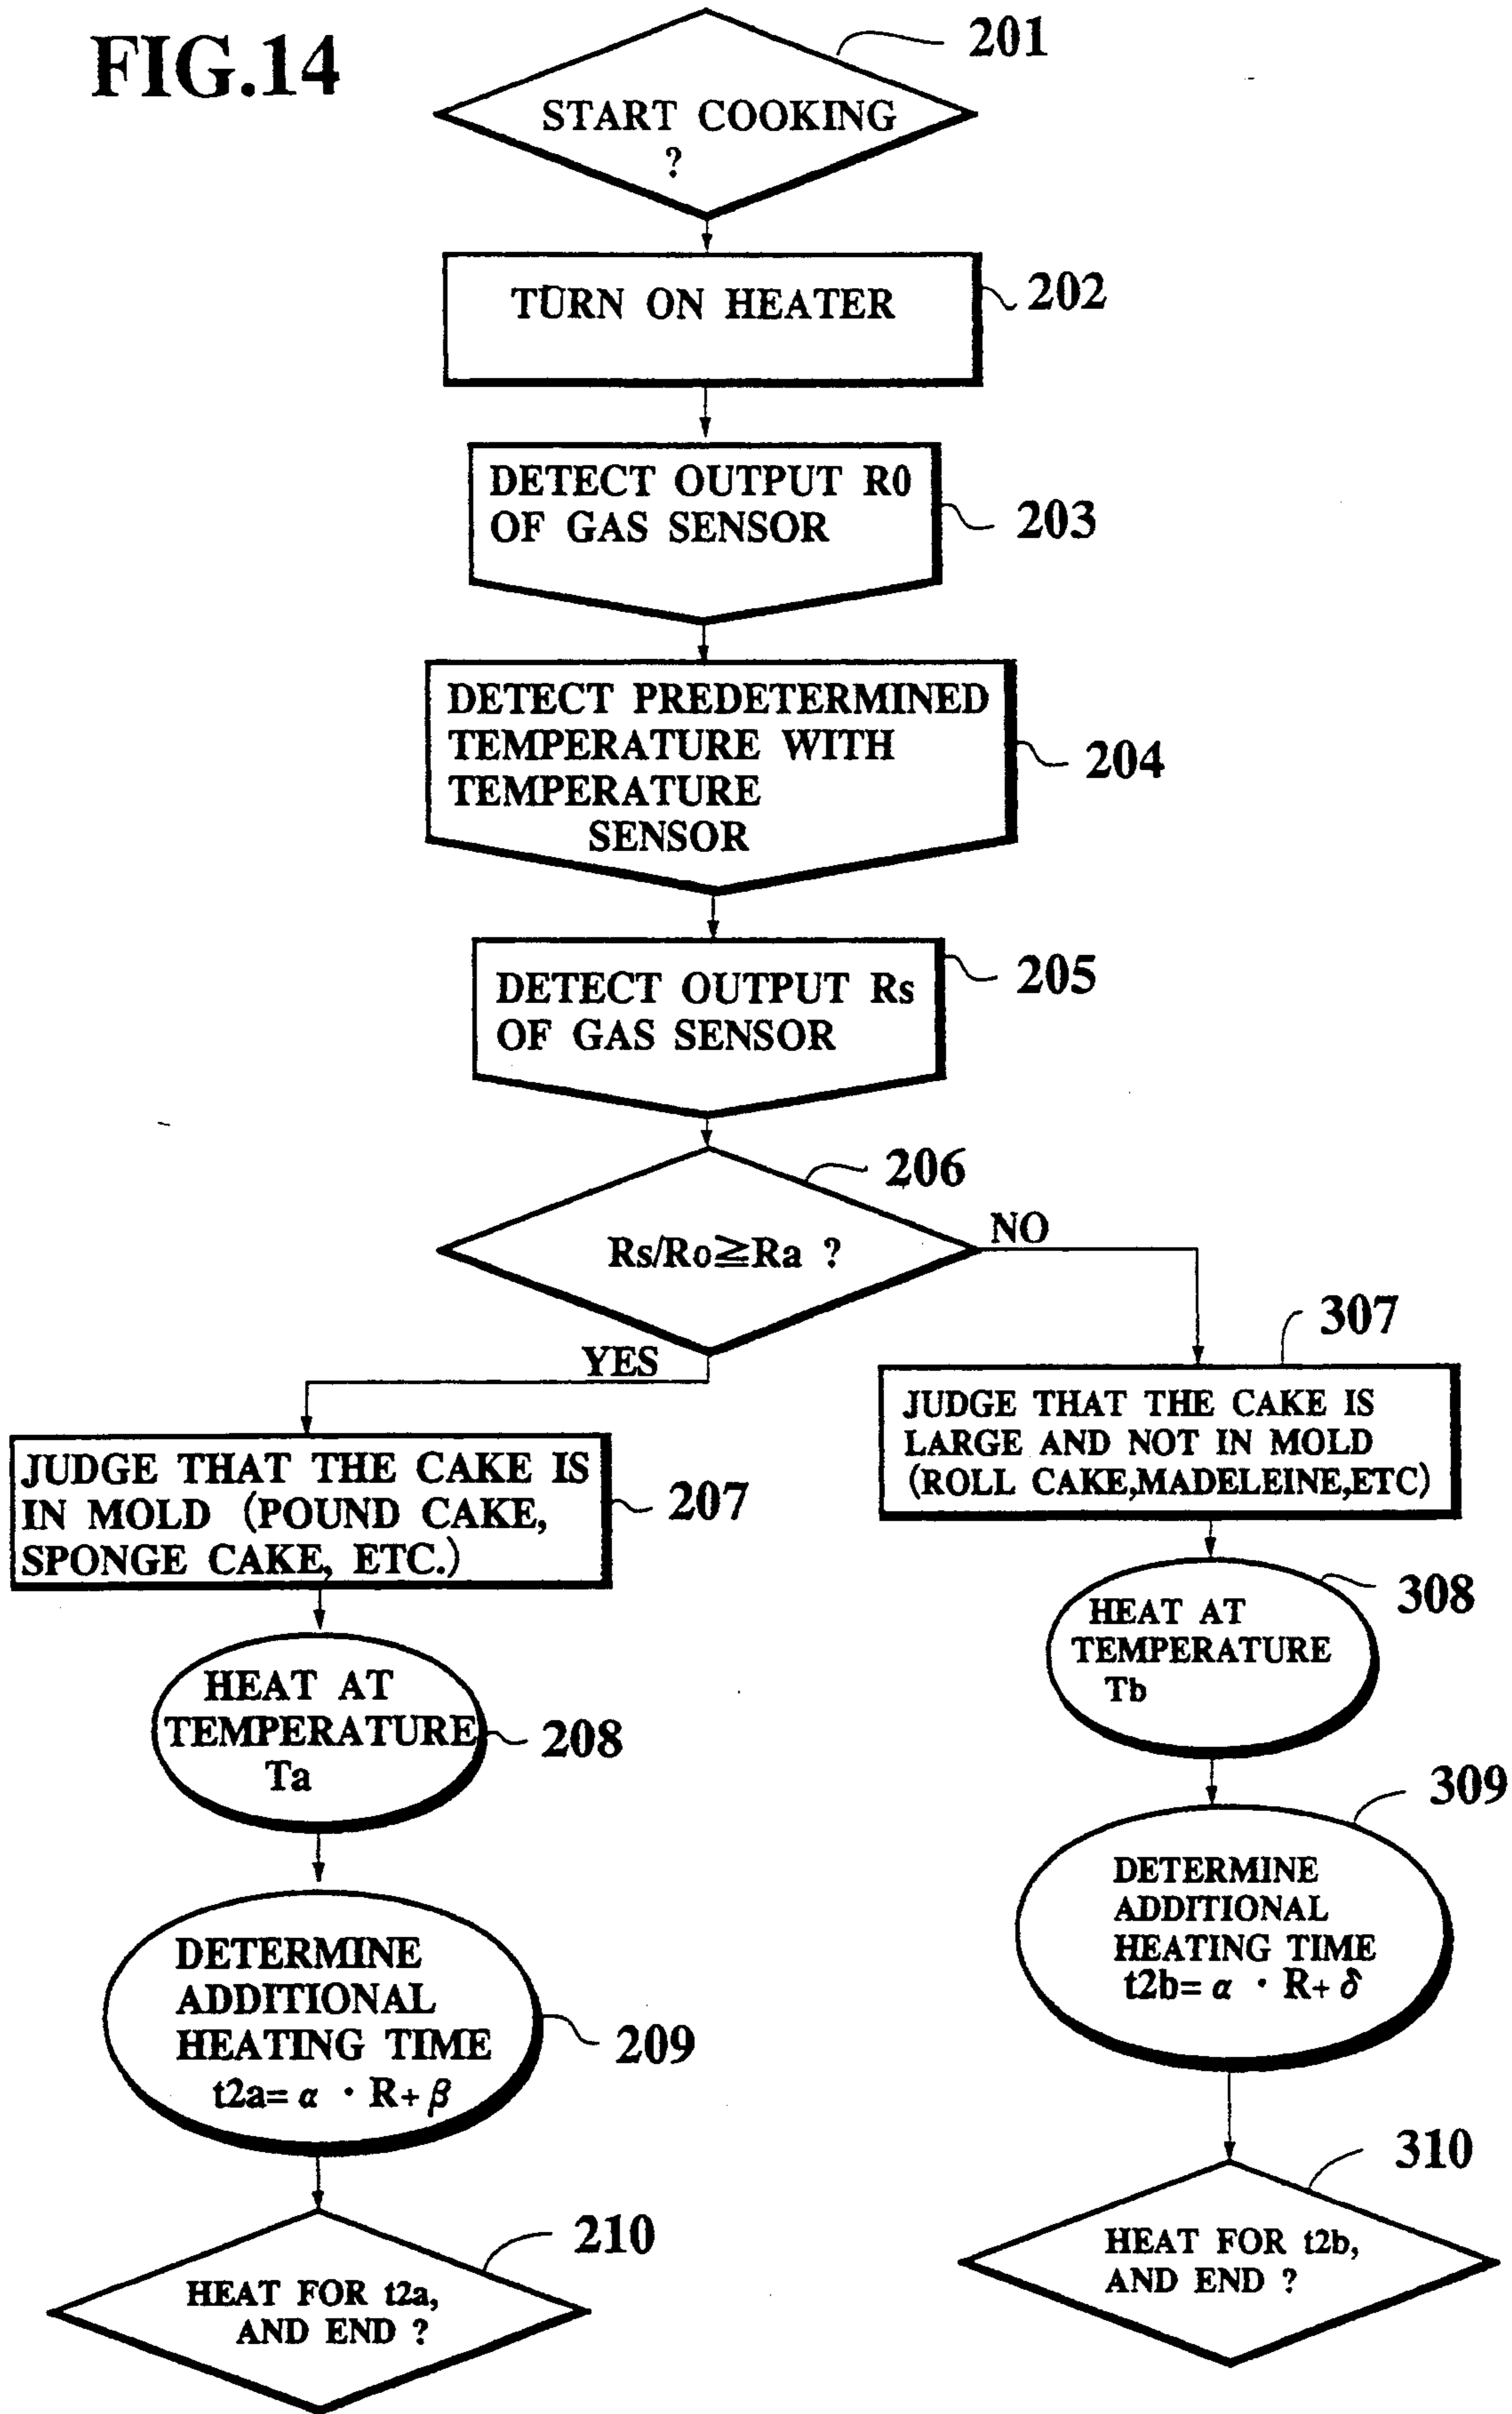 FIG.14
201
START COOKING
?
TURN ON HEATER
202
DETECT OUTPUT R0
OF GAS SENSOR
203
DETECT PREDETERMINED
TEMPERATURE WITH
TEMPERATURE
SENSOR
204
DETECT OUTPUT Rs
OF GAS SENSOR
205
206
Rs/Ro≧Ra ?
NO
YES
307
JUDGE THAT THE CAKE IS
LARGE AND NOT IN MOLD
(ROLL CAKE,MADELEINE,ETC)
JUDGE THAT THE CAKE IS
IN MOLD (POUND CAKE,
SPONGE CAKE, ETC.)
207
308
HEAT AT
TEMPERATURE
Tb
HEAT AT
TEMPERATURE
Ta
208
309
DETERMINE
ADDITIONAL
HEATING TIME
t2b= α · R+ δ
DETERMINE
ADDITIONAL
HEATING TIME
t2a= α · R+ β
209
310
HEAT FOR t2b,
AND END ?
210
HEAT FOR t2a,
AND END ?